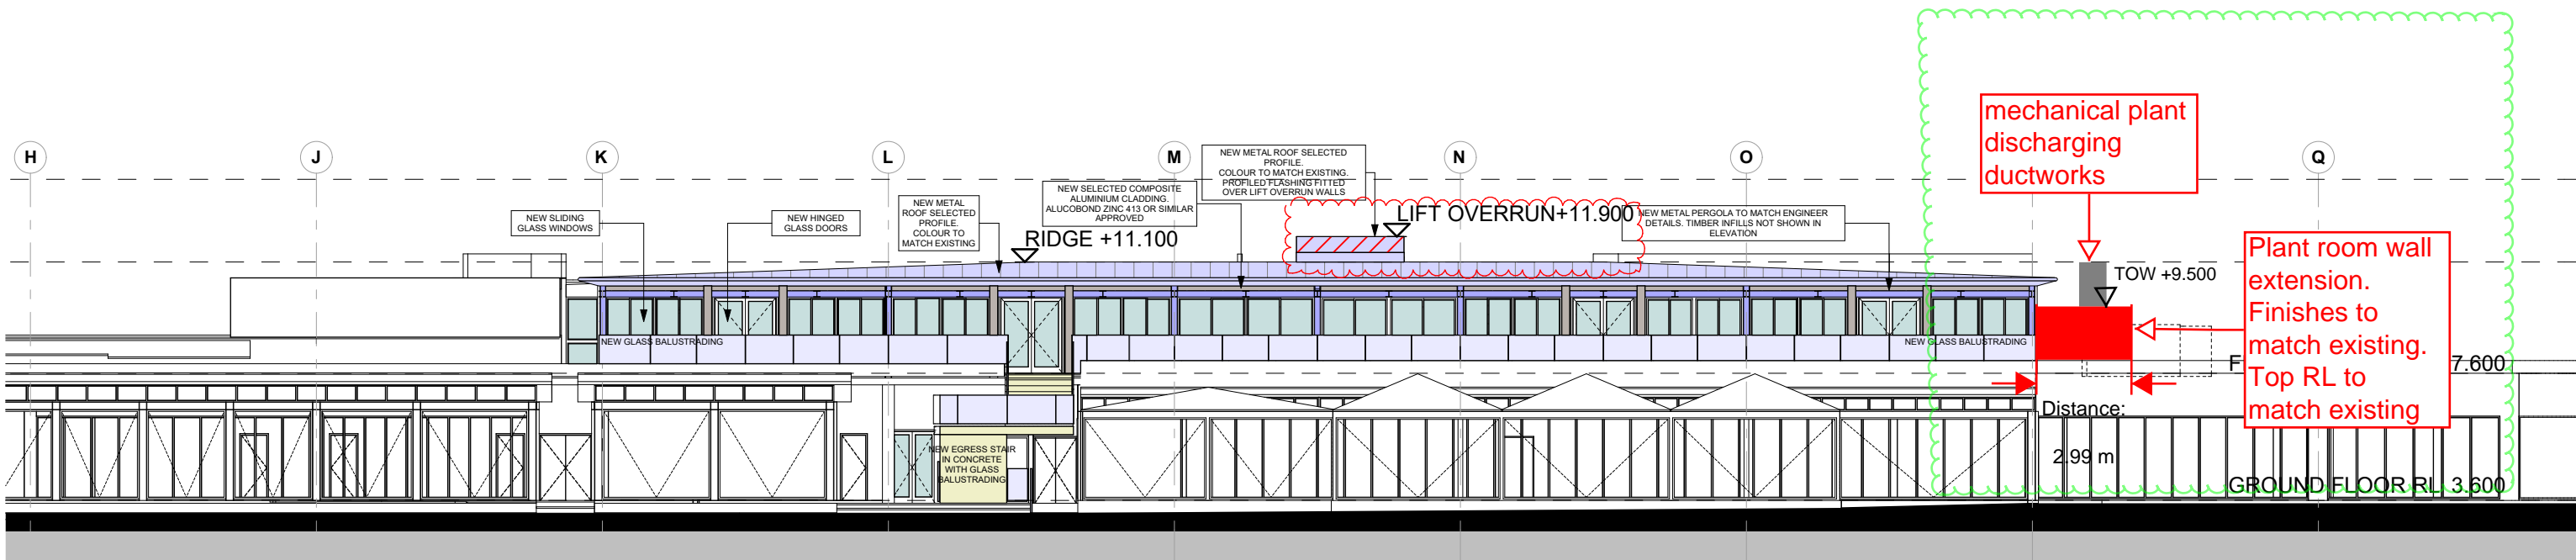 H
J
K
L
M
N
O
Q
mechanical plant
discharging
ductworks
NEW SLIDING
GLASS WINDOWS
NEW HINGED
GLASS DOORS
NEW METAL
ROOF SELECTED
PROFILE.
COLOUR TO
MATCH EXISTING
RIDGE +11.100
NEW SELECTED COMPOSITE
ALUMINIUM CLADDING.
ALUCOBOND ZINC 413 OR SIMILAR
APPROVED
NEW METAL ROOF SELECTED
PROFILE.
COLOUR TO MATCH EXISTING.
PROFILED FLASHING FITTED
OVER LIFT OVERRUN WALLS
LIFT OVERRUN+11.900
NEW METAL PERGOLA TO MATCH ENGINEER
DETAILS. TIMBER INFILLS NOT SHOWN IN
ELEVATION
TOW +9.500
Plant room wall
extension.
Finishes to
match existing.
Top RL to
match existing
NEW GLASS BALUSTRADING
NEW GLASS BALUSTRADING
F
7.600
Distance:
2.99 m
NEW EGRESS STAIR
IN CONCRETE
WITH GLASS
BALUSTRADING
GROUND FLOOR RL 3.600